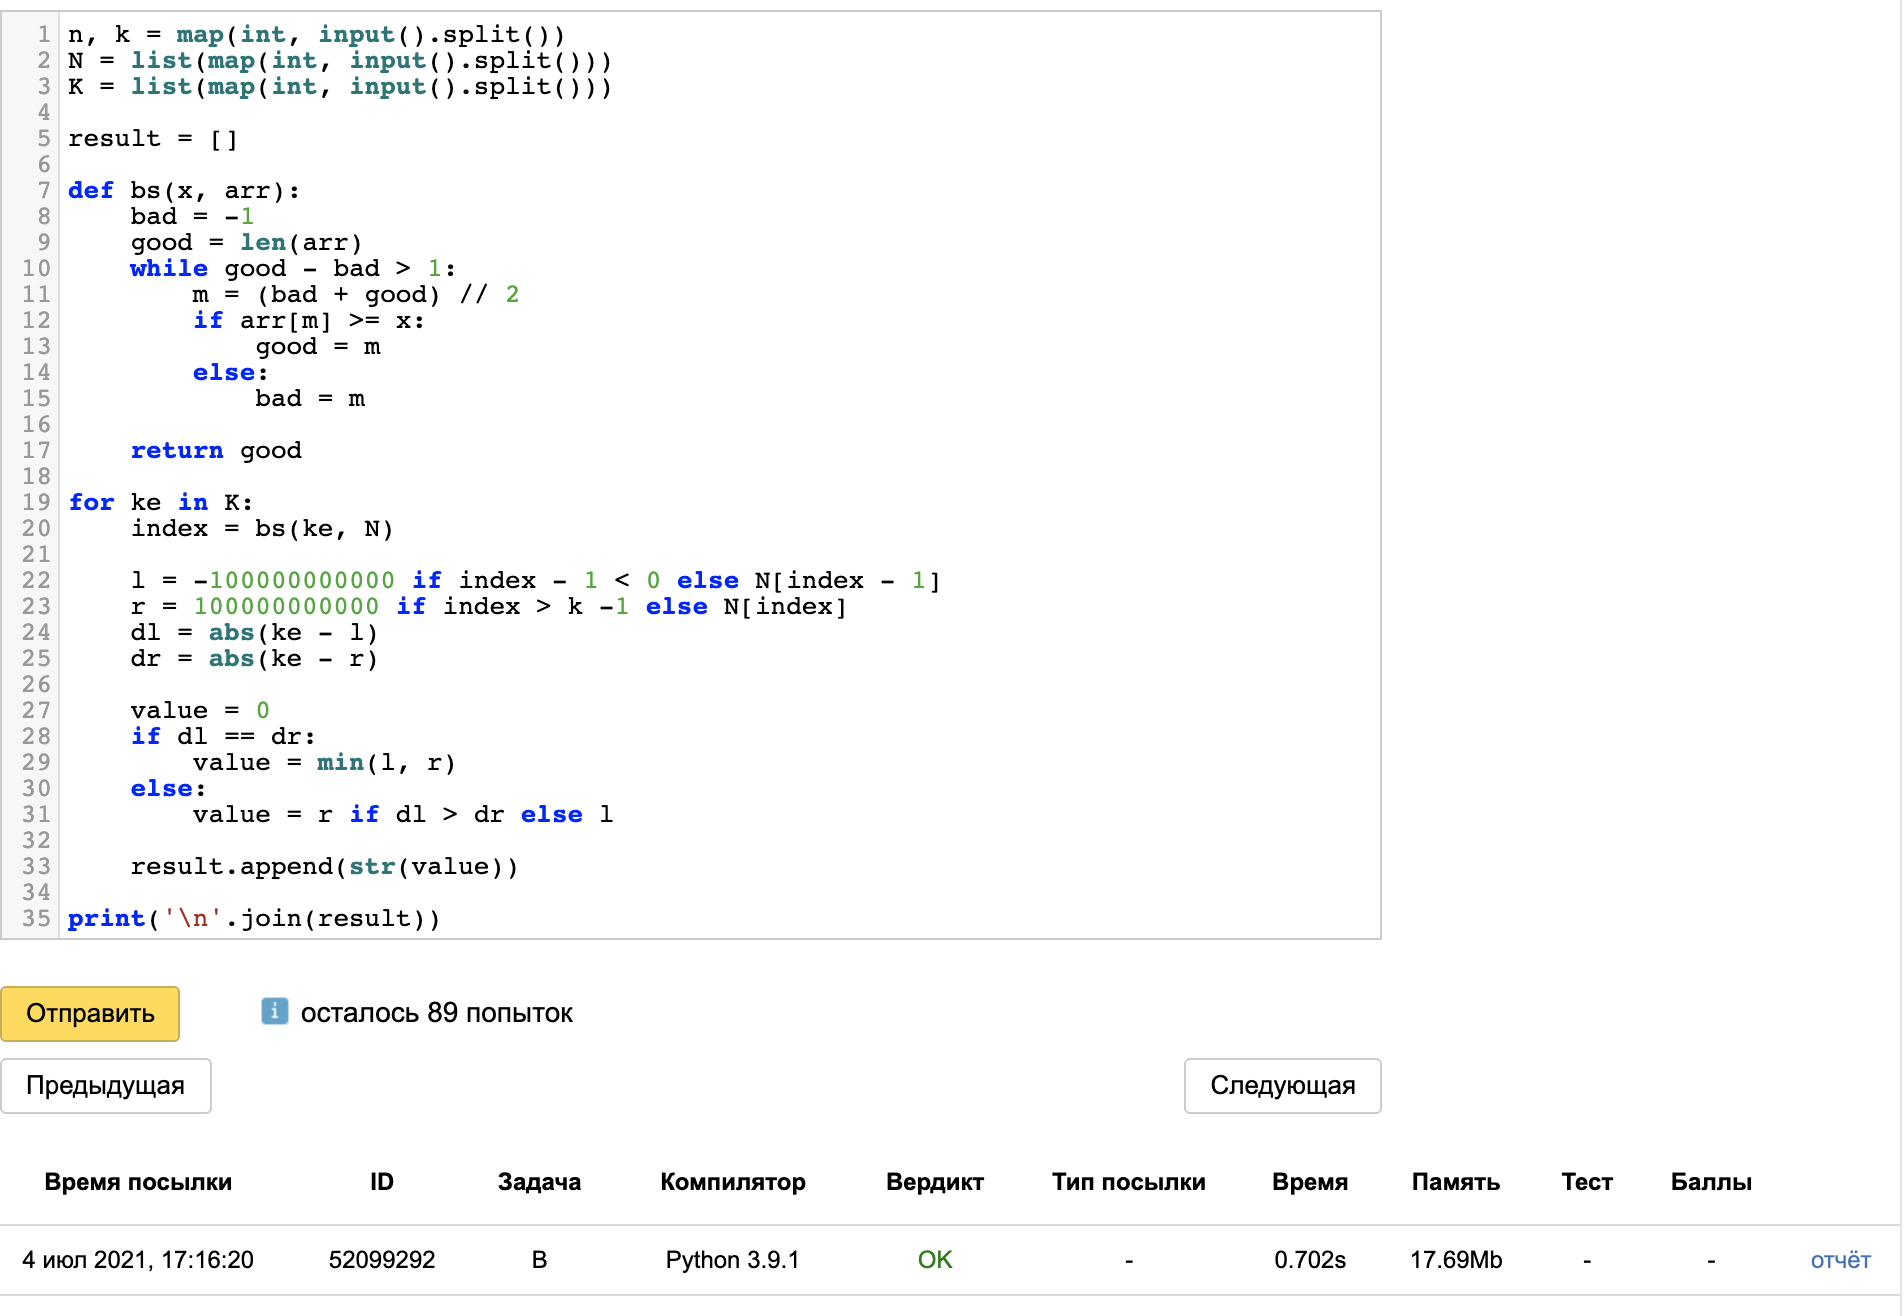 1 n, k = map(int, input().split())
2 N = list(map(int, input().split()))
3 K = list(map(int, input().split()))
4
5 result = []
6
7 def bs(x, arr):
8     bad = -1
9     good = len(arr)
10     while good - bad > 1:
11         m = (bad + good) // 2
12         if arr[m] >= x:
13             good = m
14         else:
15             bad = m
16
17     return good
18
19 for ke in K:
20     index = bs(ke, N)
21
22     l = -100000000000 if index - 1 < 0 else N[index - 1]
23     r = 100000000000 if index > k -1 else N[index]
24     dl = abs(ke - l)
25     dr = abs(ke - r)
26
27     value = 0
28     if dl == dr:
29         value = min(l, r)
30     else:
31         value = r if dl > dr else l
32
33     result.append(str(value))
34
35 print('\n'.join(result))
Отправить i осталось 89 попыток
Предыдущая Следующая
Время посылки ID Задача Компилятор Вердикт Тип посылки Время Память Тест Баллы
4 июл 2021, 17:16:20 52099292 B Python 3.9.1 OK - 0.702s 17.69Mb - - отчёт